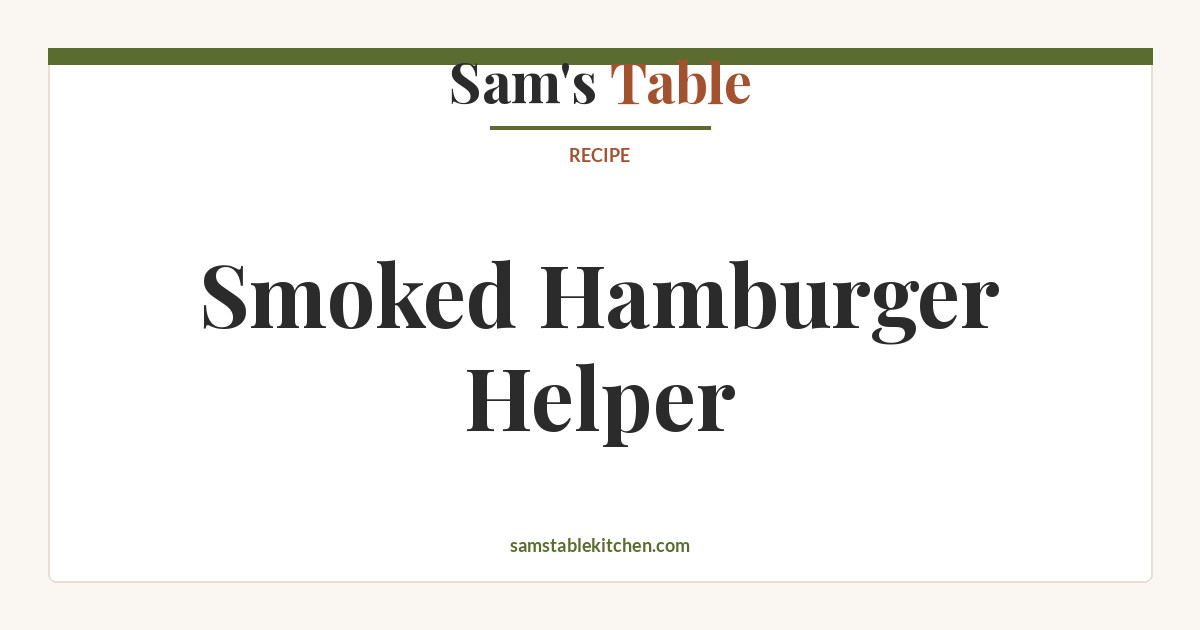 Sam's Table
RECIPE
Smoked Hamburger
Helper
samstablekitchen.com